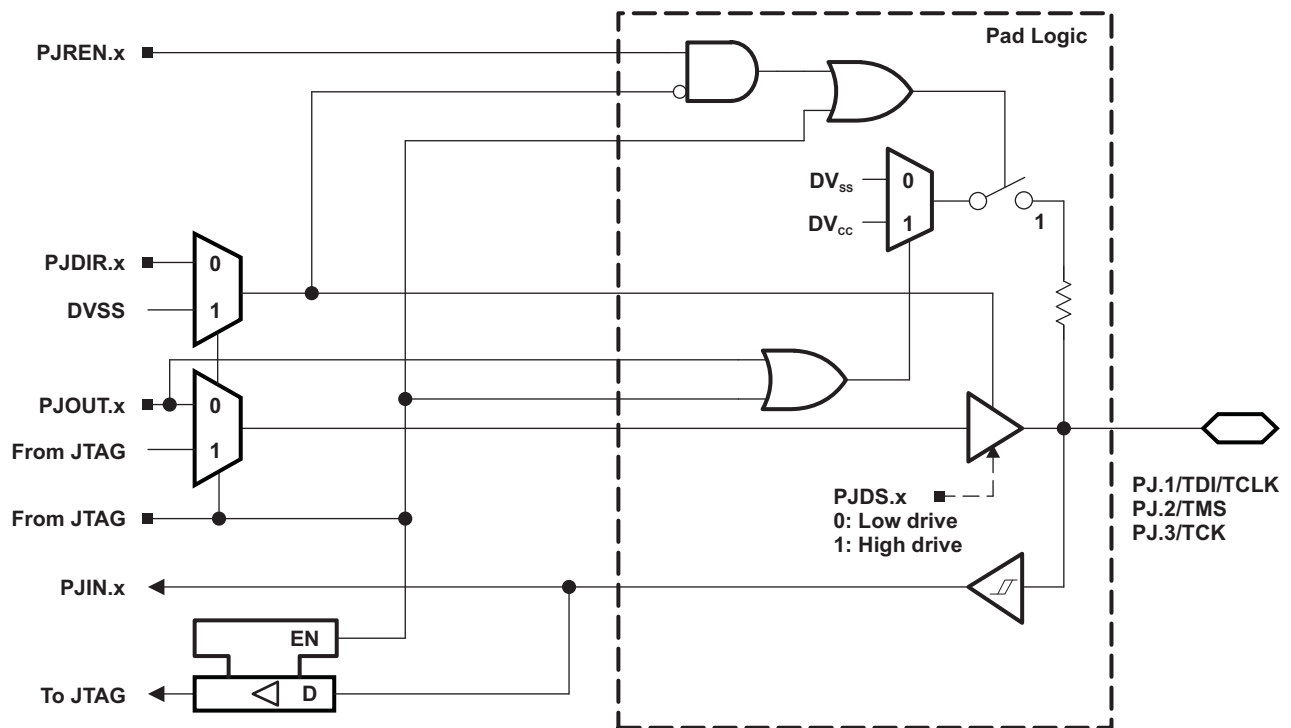 Pad Logic
PJREN.x
DVSS
0
DVCC
1
1
PJDIR.x
0
DVSS
1
PJOUT.x
0
From JTAG
1
PJDS.x
0: Low drive
1: High drive
PJ.1/TDI/TCLK
PJ.2/TMS
PJ.3/TCK
From JTAG
PJIN.x
EN
To JTAG
D